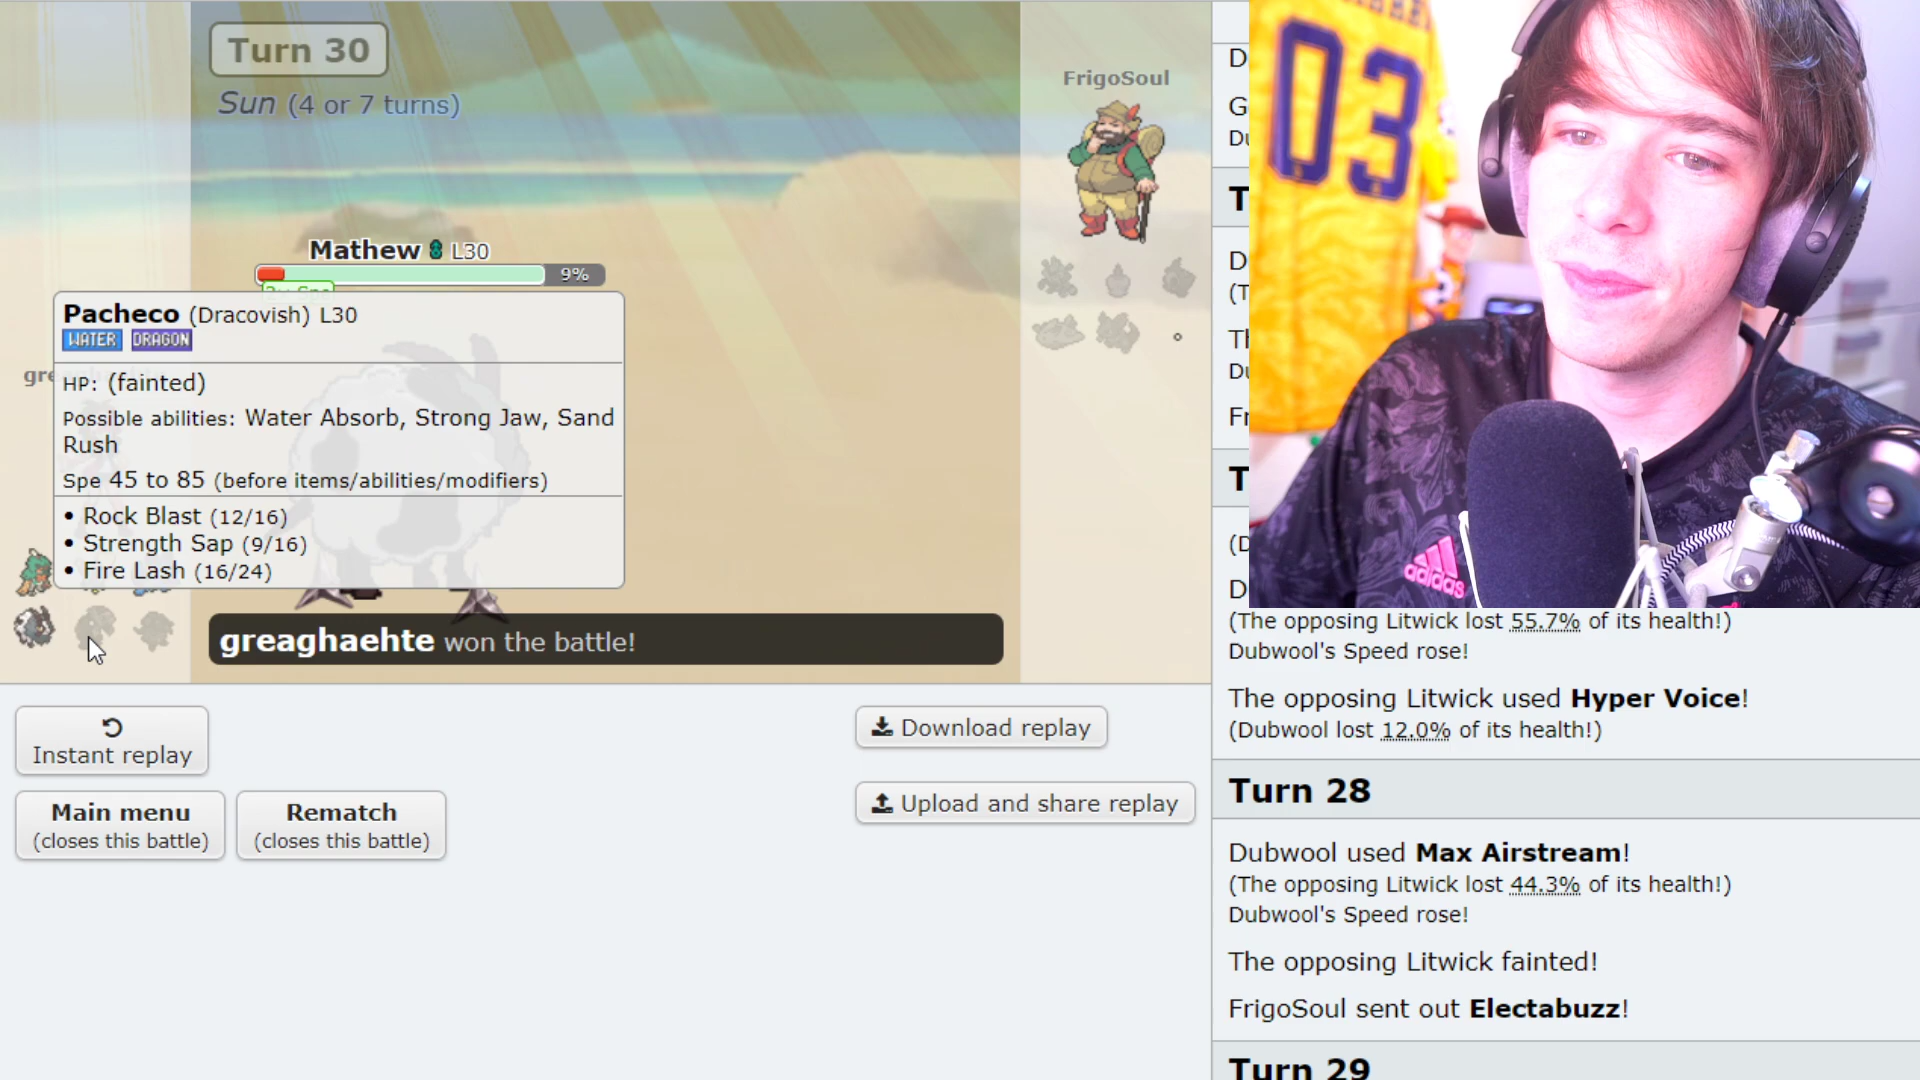 Turn 30
Sun (4 or 7 turns)
FrigoSoul
Mathew L30
9%
Pacheco (Dracovish) L30
WATER DRAGON
HP: (fainted)
Possible abilities: Water Absorb, Strong Jaw, Sand
Rush
Spe 45 to 85 (before items/abilities/modifiers)
• Rock Blast (12/16)
• Strength Sap (9/16)
• Fire Lash (16/24)
greaghaehte won the battle!
Instant replay
Download replay
Main menu
(closes this battle)
Rematch
(closes this battle)
Upload and share replay
03
adidas
(The opposing Litwick lost 55.7% of its health!)
Dubwool's Speed rose!
The opposing Litwick used Hyper Voice!
(Dubwool lost 12.0% of its health!)
Turn 28
Dubwool used Max Airstream!
(The opposing Litwick lost 44.3% of its health!)
Dubwool's Speed rose!
The opposing Litwick fainted!
FrigoSoul sent out Electabuzz!
Turn 29